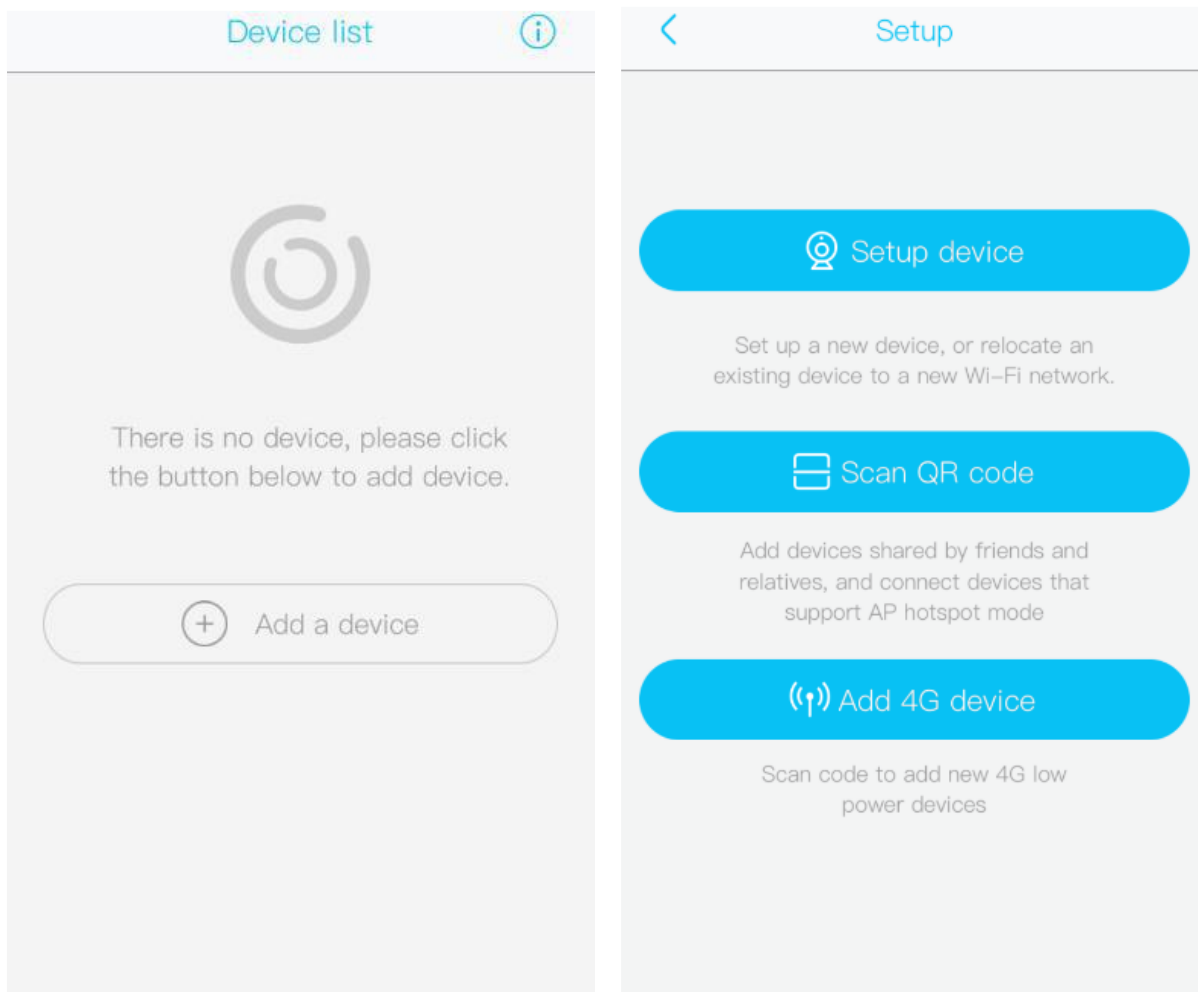 Device list
There is no device, please click
the button below to add device.
Add a device
Setup
Setup device
Set up a new device, or relocate an
existing device to a new Wi-Fi network.
Scan QR code
Add devices shared by friends and
relatives, and connect devices that
support AP hotspot mode
Add 4G device
Scan code to add new 4G low
power devices